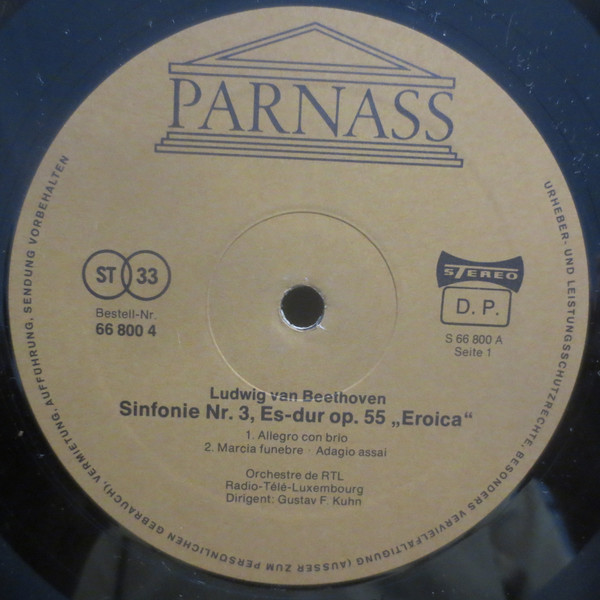 PARNASS
ST 33
Bestell-Nr.
66 800 4
STEREO
D. P.
S 66 800 A
Seite 1
Ludwig van Beethoven
Sinfonie Nr. 3, Es-dur op. 55 „Eroica“
1. Allegro con brio
2. Marcia funebre · Adagio assai
Orchestre de RTL
Radio-Télé-Luxembourg
Dirigent: Gustav F. Kuhn
URHEBER- UND LEISTUNGSSCHUTZRECHTE, BESONDERS VERVIELFÄLTIGUNG (AUSSER ZUM PERSÖNLICHEN GEBRAUCH), VERMIETUNG, AUFFÜHRUNG, SENDUNG VORBEHALTEN